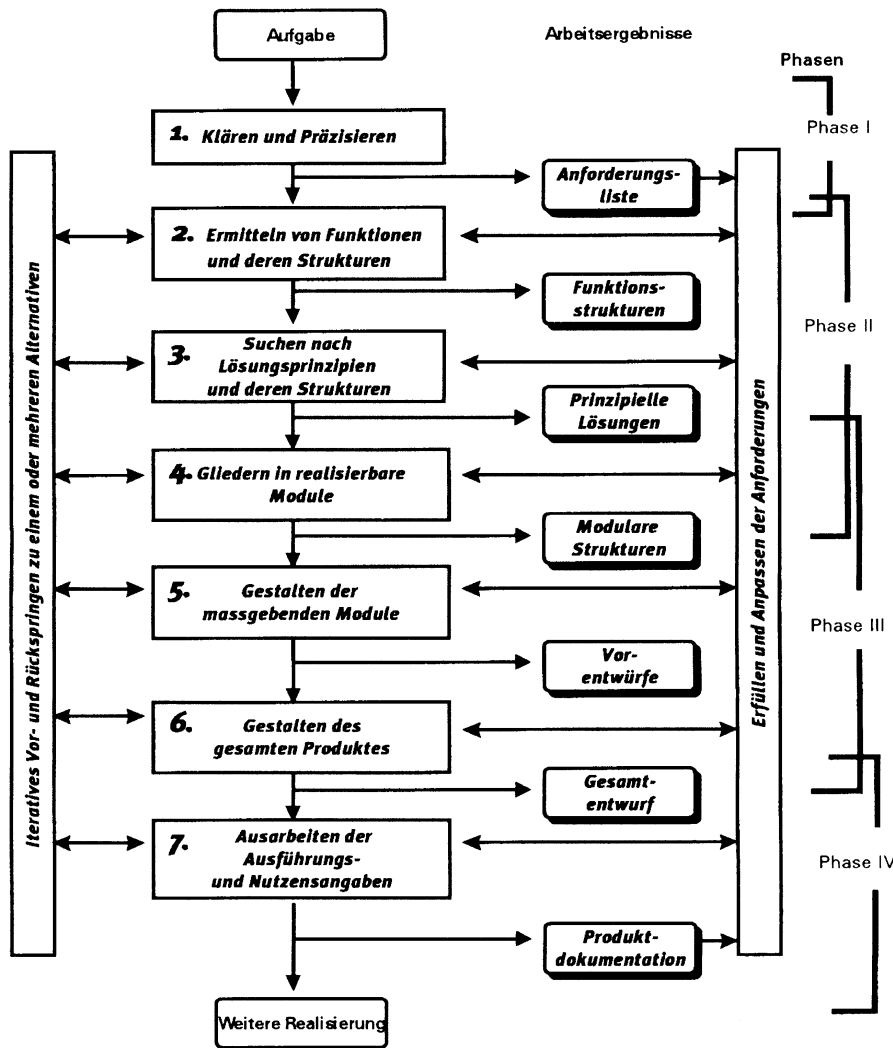 Aufgabe
Arbeitsergebnisse
Phasen
Phase I
1. Klären und Präzisieren
Anforderungs-
liste
2. Ermitteln von Funktionen
und deren Strukturen
Funktions-
strukturen
Phase II
3. Suchen nach
Lösungsprinzipien
und deren Strukturen
Prinzipielle
Lösungen
4. Gliedern in realisierbare
Module
Modulare
Strukturen
5. Gestalten der
massgebenden Module
Phase III
Vor-
entwürfe
6. Gestalten des
gesamten Produktes
Gesamt-
entwurf
7. Ausarbeiten der
Ausführungs-
und Nutzensangaben
Phase IV
Produkt-
dokumentation
Weitere Realisierung
Iteratives Vor- und Rückspringen zu einem oder mehreren Alternativen
Erfüllen und Anpassen der Anforderungen